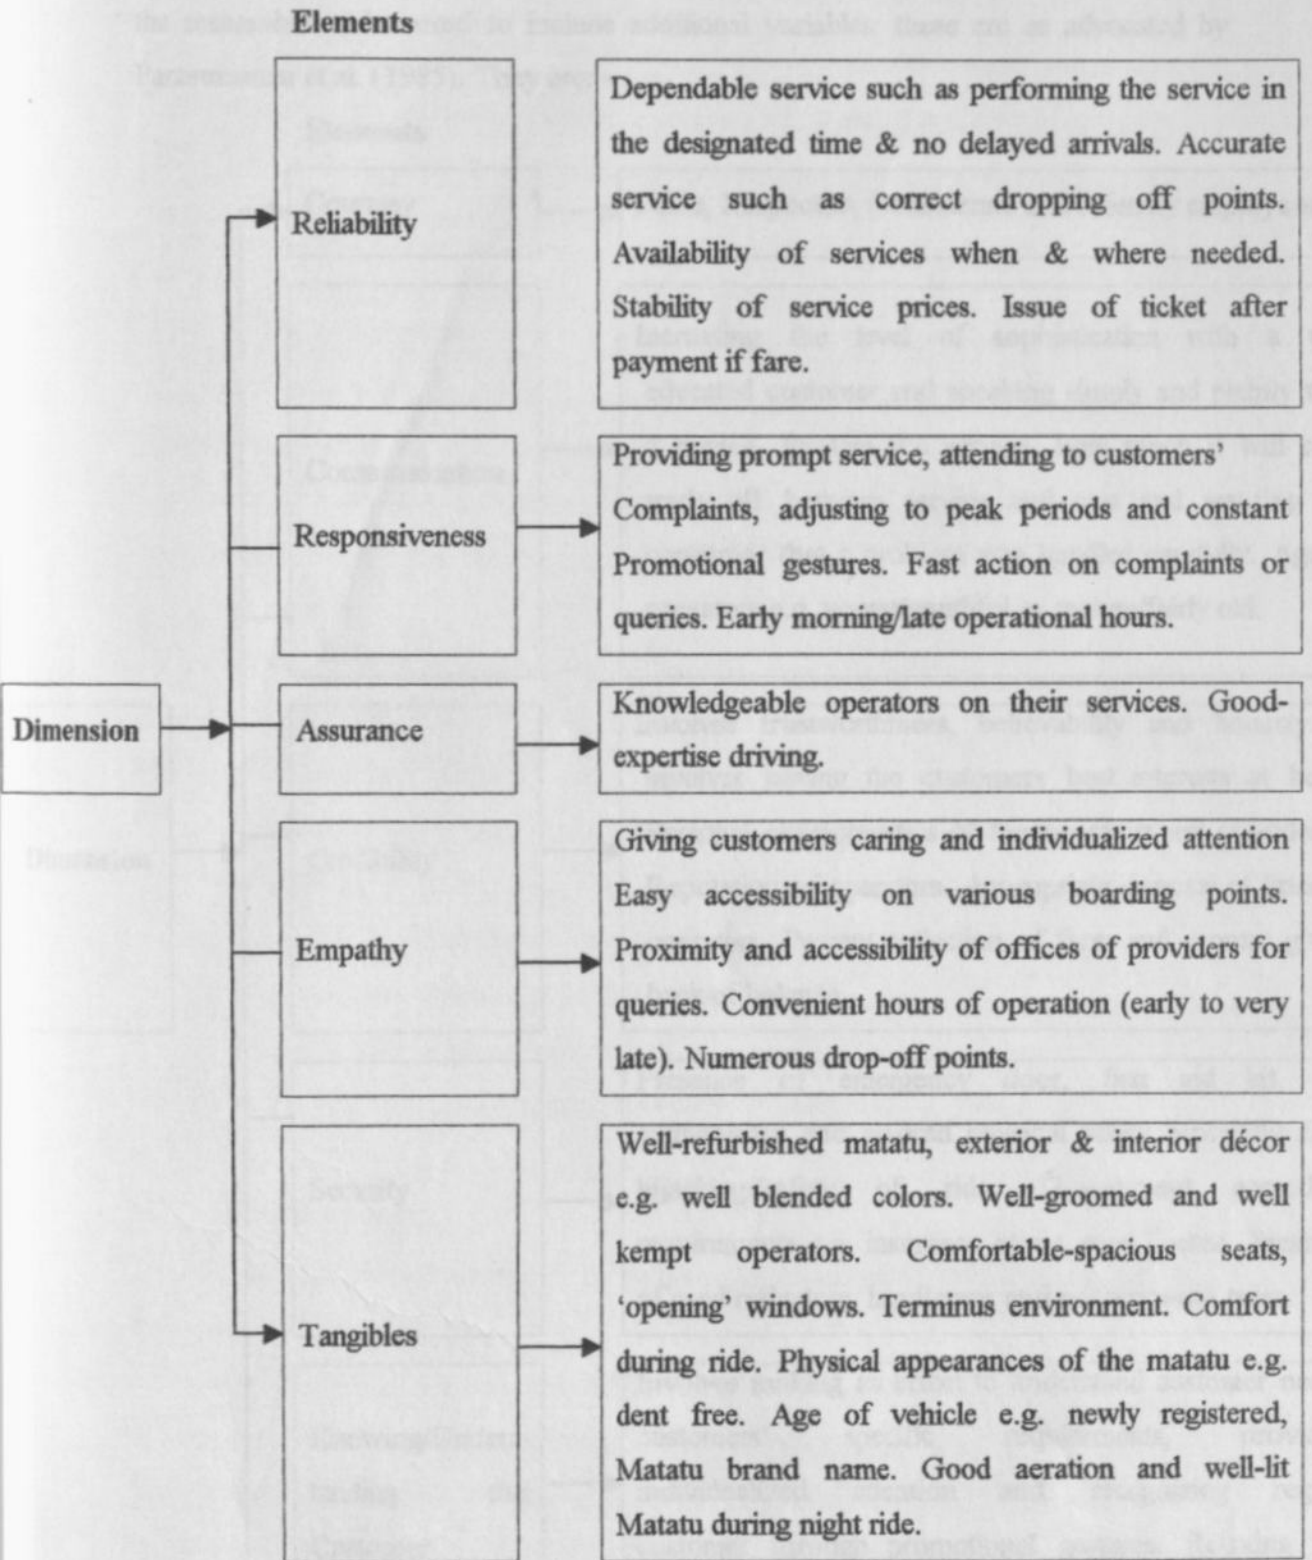 Elements
Reliability
Dependable service such as performing the service in
the designated time & no delayed arrivals. Accurate
service such as correct dropping off points.
Availability of services when & where needed.
Stability of service prices. Issue of ticket after
payment if fare.
Responsiveness
Providing prompt service, attending to customers’
Complaints, adjusting to peak periods and constant
Promotional gestures. Fast action on complaints or
queries. Early morning/late operational hours.
Dimension
Assurance
Knowledgeable operators on their services. Good-
expertise driving.
Empathy
Giving customers caring and individualized attention
Easy accessibility on various boarding points.
Proximity and accessibility of offices of providers for
queries. Convenient hours of operation (early to very
late). Numerous drop-off points.
Tangibles
Well-refurbished matatu, exterior & interior décor
e.g. well blended colors. Well-groomed and well
kempt operators. Comfortable-spacious seats,
‘opening’ windows. Terminus environment. Comfort
during ride. Physical appearances of the matatu e.g.
dent free. Age of vehicle e.g. newly registered,
Matatu brand name. Good aeration and well-lit
Matatu during night ride.